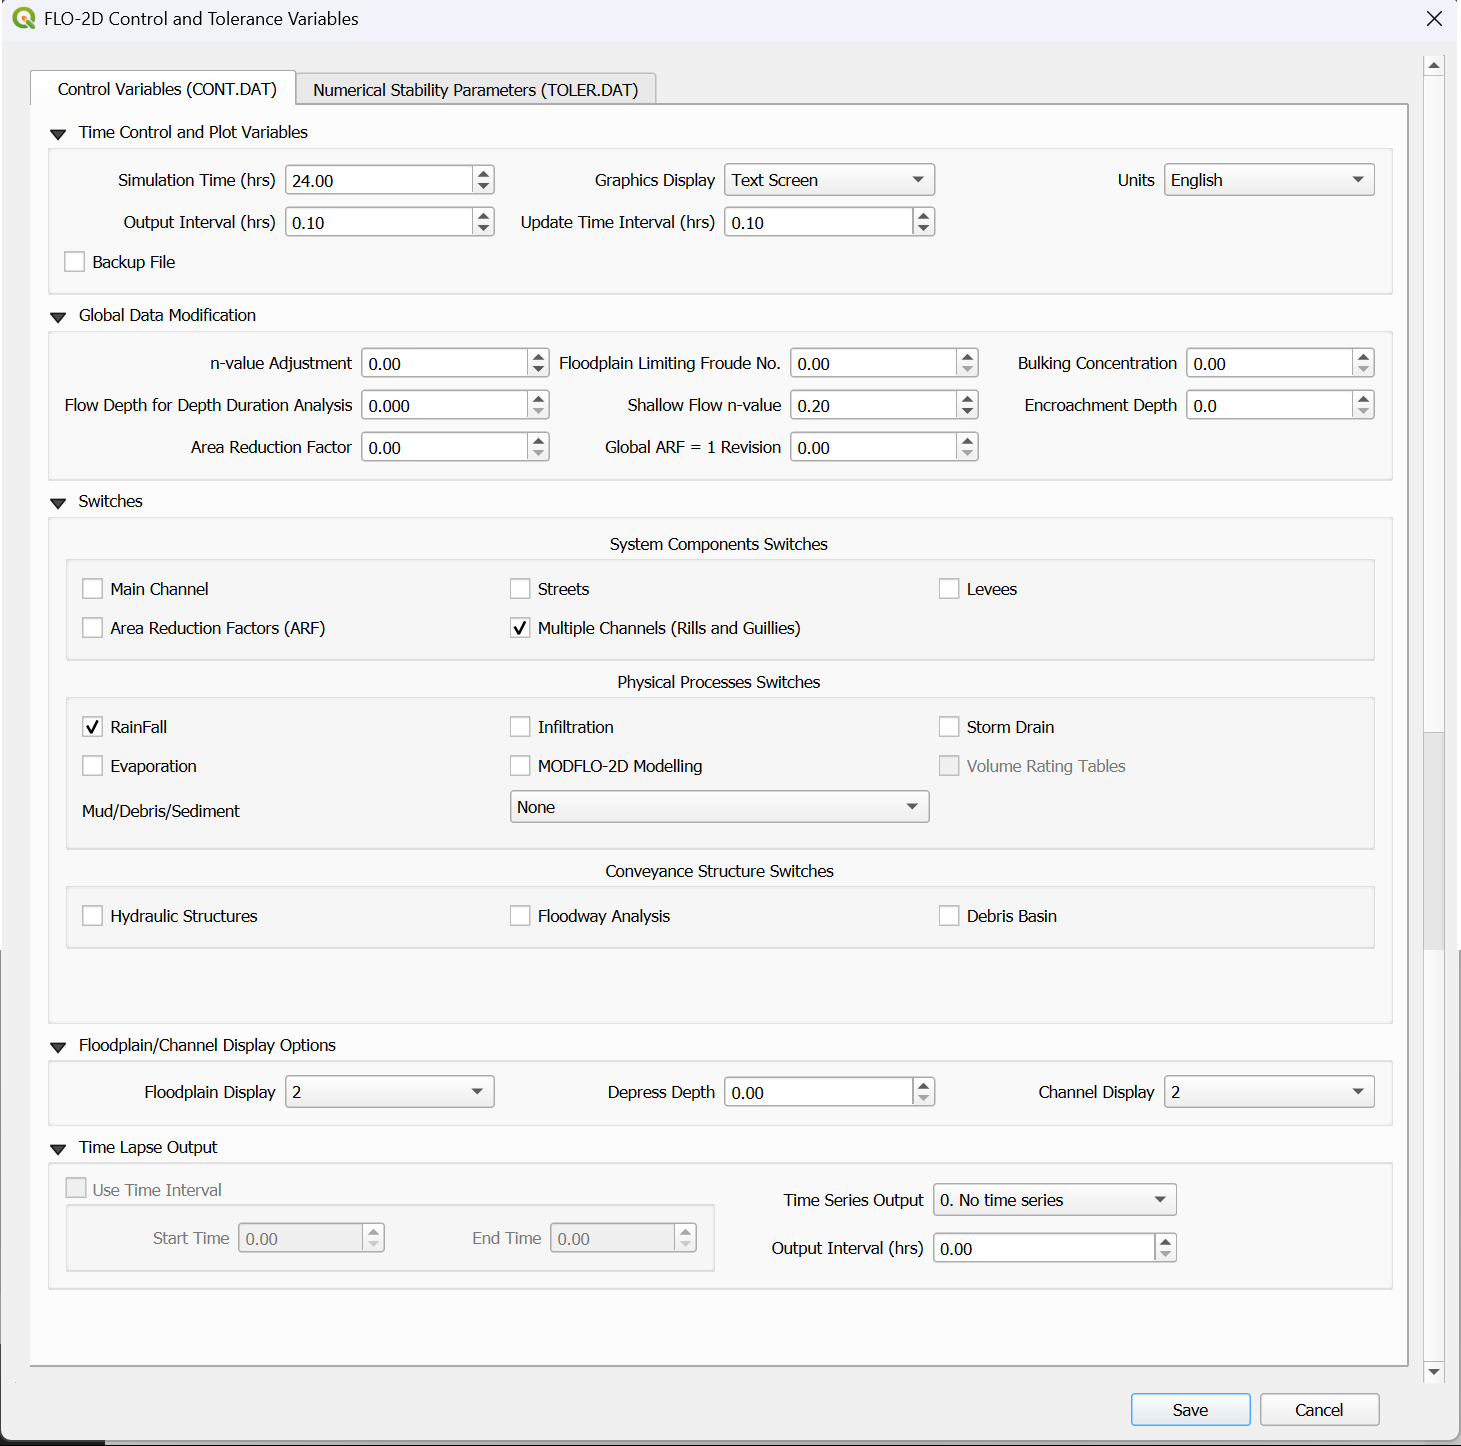 FLO-2D Control and Tolerance Variables
Control Variables (CONT.DAT) Numerical Stability Parameters (TOLER.DAT)
Time Control and Plot Variables
Simulation Time (hrs) 24.00 Graphics Display Text Screen Units English
Output Interval (hrs) 0.10 Update Time Interval (hrs) 0.10
Backup File
Global Data Modification
n-value Adjustment 0.00 Floodplain Limiting Froude No. 0.00 Bulking Concentration 0.00
Flow Depth for Depth Duration Analysis 0.000 Shallow Flow n-value 0.20 Encroachment Depth 0.0
Area Reduction Factor 0.00 Global ARF = 1 Revision 0.00
Switches
System Components Switches
Main Channel Streets Levees
Area Reduction Factors (ARF) Multiple Channels (Rills and Guillies)
Physical Processes Switches
RainFall Infiltration Storm Drain
Evaporation MODFLO-2D Modelling Volume Rating Tables
Mud/Debris/Sediment None
Conveyance Structure Switches
Hydraulic Structures Floodway Analysis Debris Basin
Floodplain/Channel Display Options
Floodplain Display 2 Depress Depth 0.00 Channel Display 2
Time Lapse Output
Use Time Interval
Time Series Output 0. No time series
Start Time 0.00 End Time 0.00
Output Interval (hrs) 0.00
Save Cancel